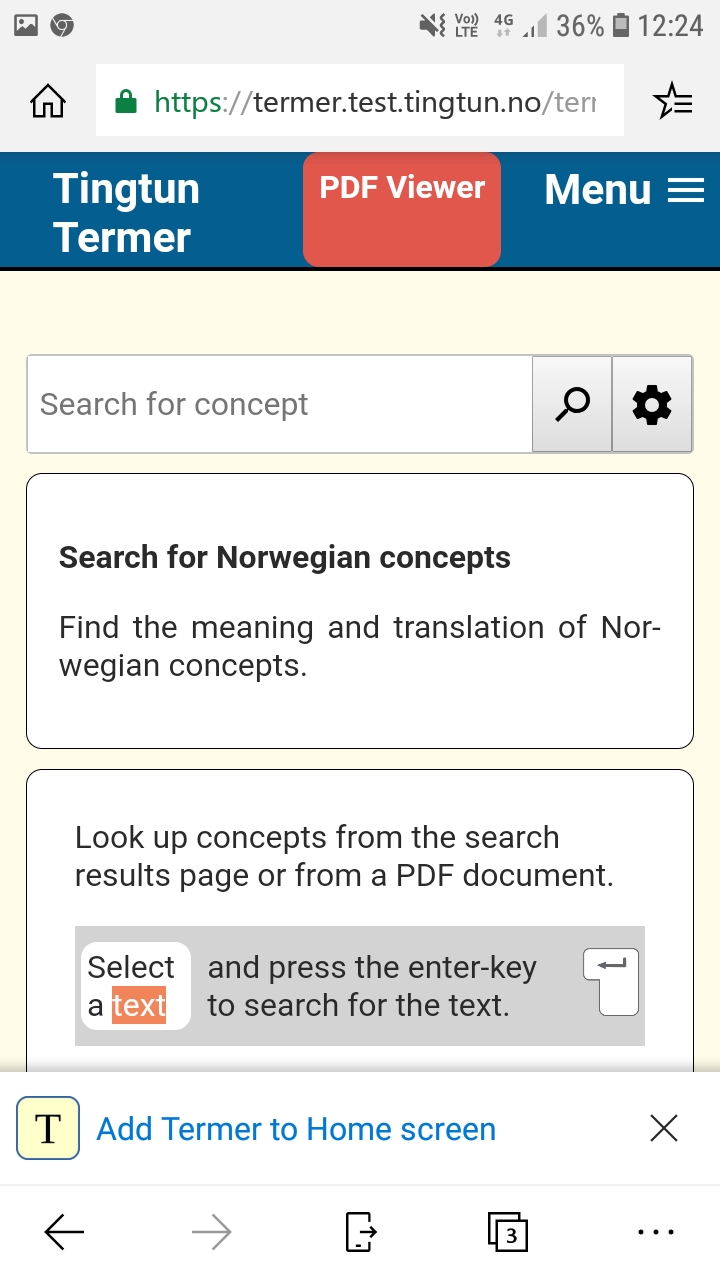 Vo)) LTE 4G 36% 12:24
https://termer.test.tingtun.no/terr
Tingtun
Termer
PDF Viewer
Menu
Search for concept
Search for Norwegian concepts
Find the meaning and translation of Nor-
wegian concepts.
Look up concepts from the search
results page or from a PDF document.
Select
a text
and press the enter-key
to search for the text.
T Add Termer to Home screen
3